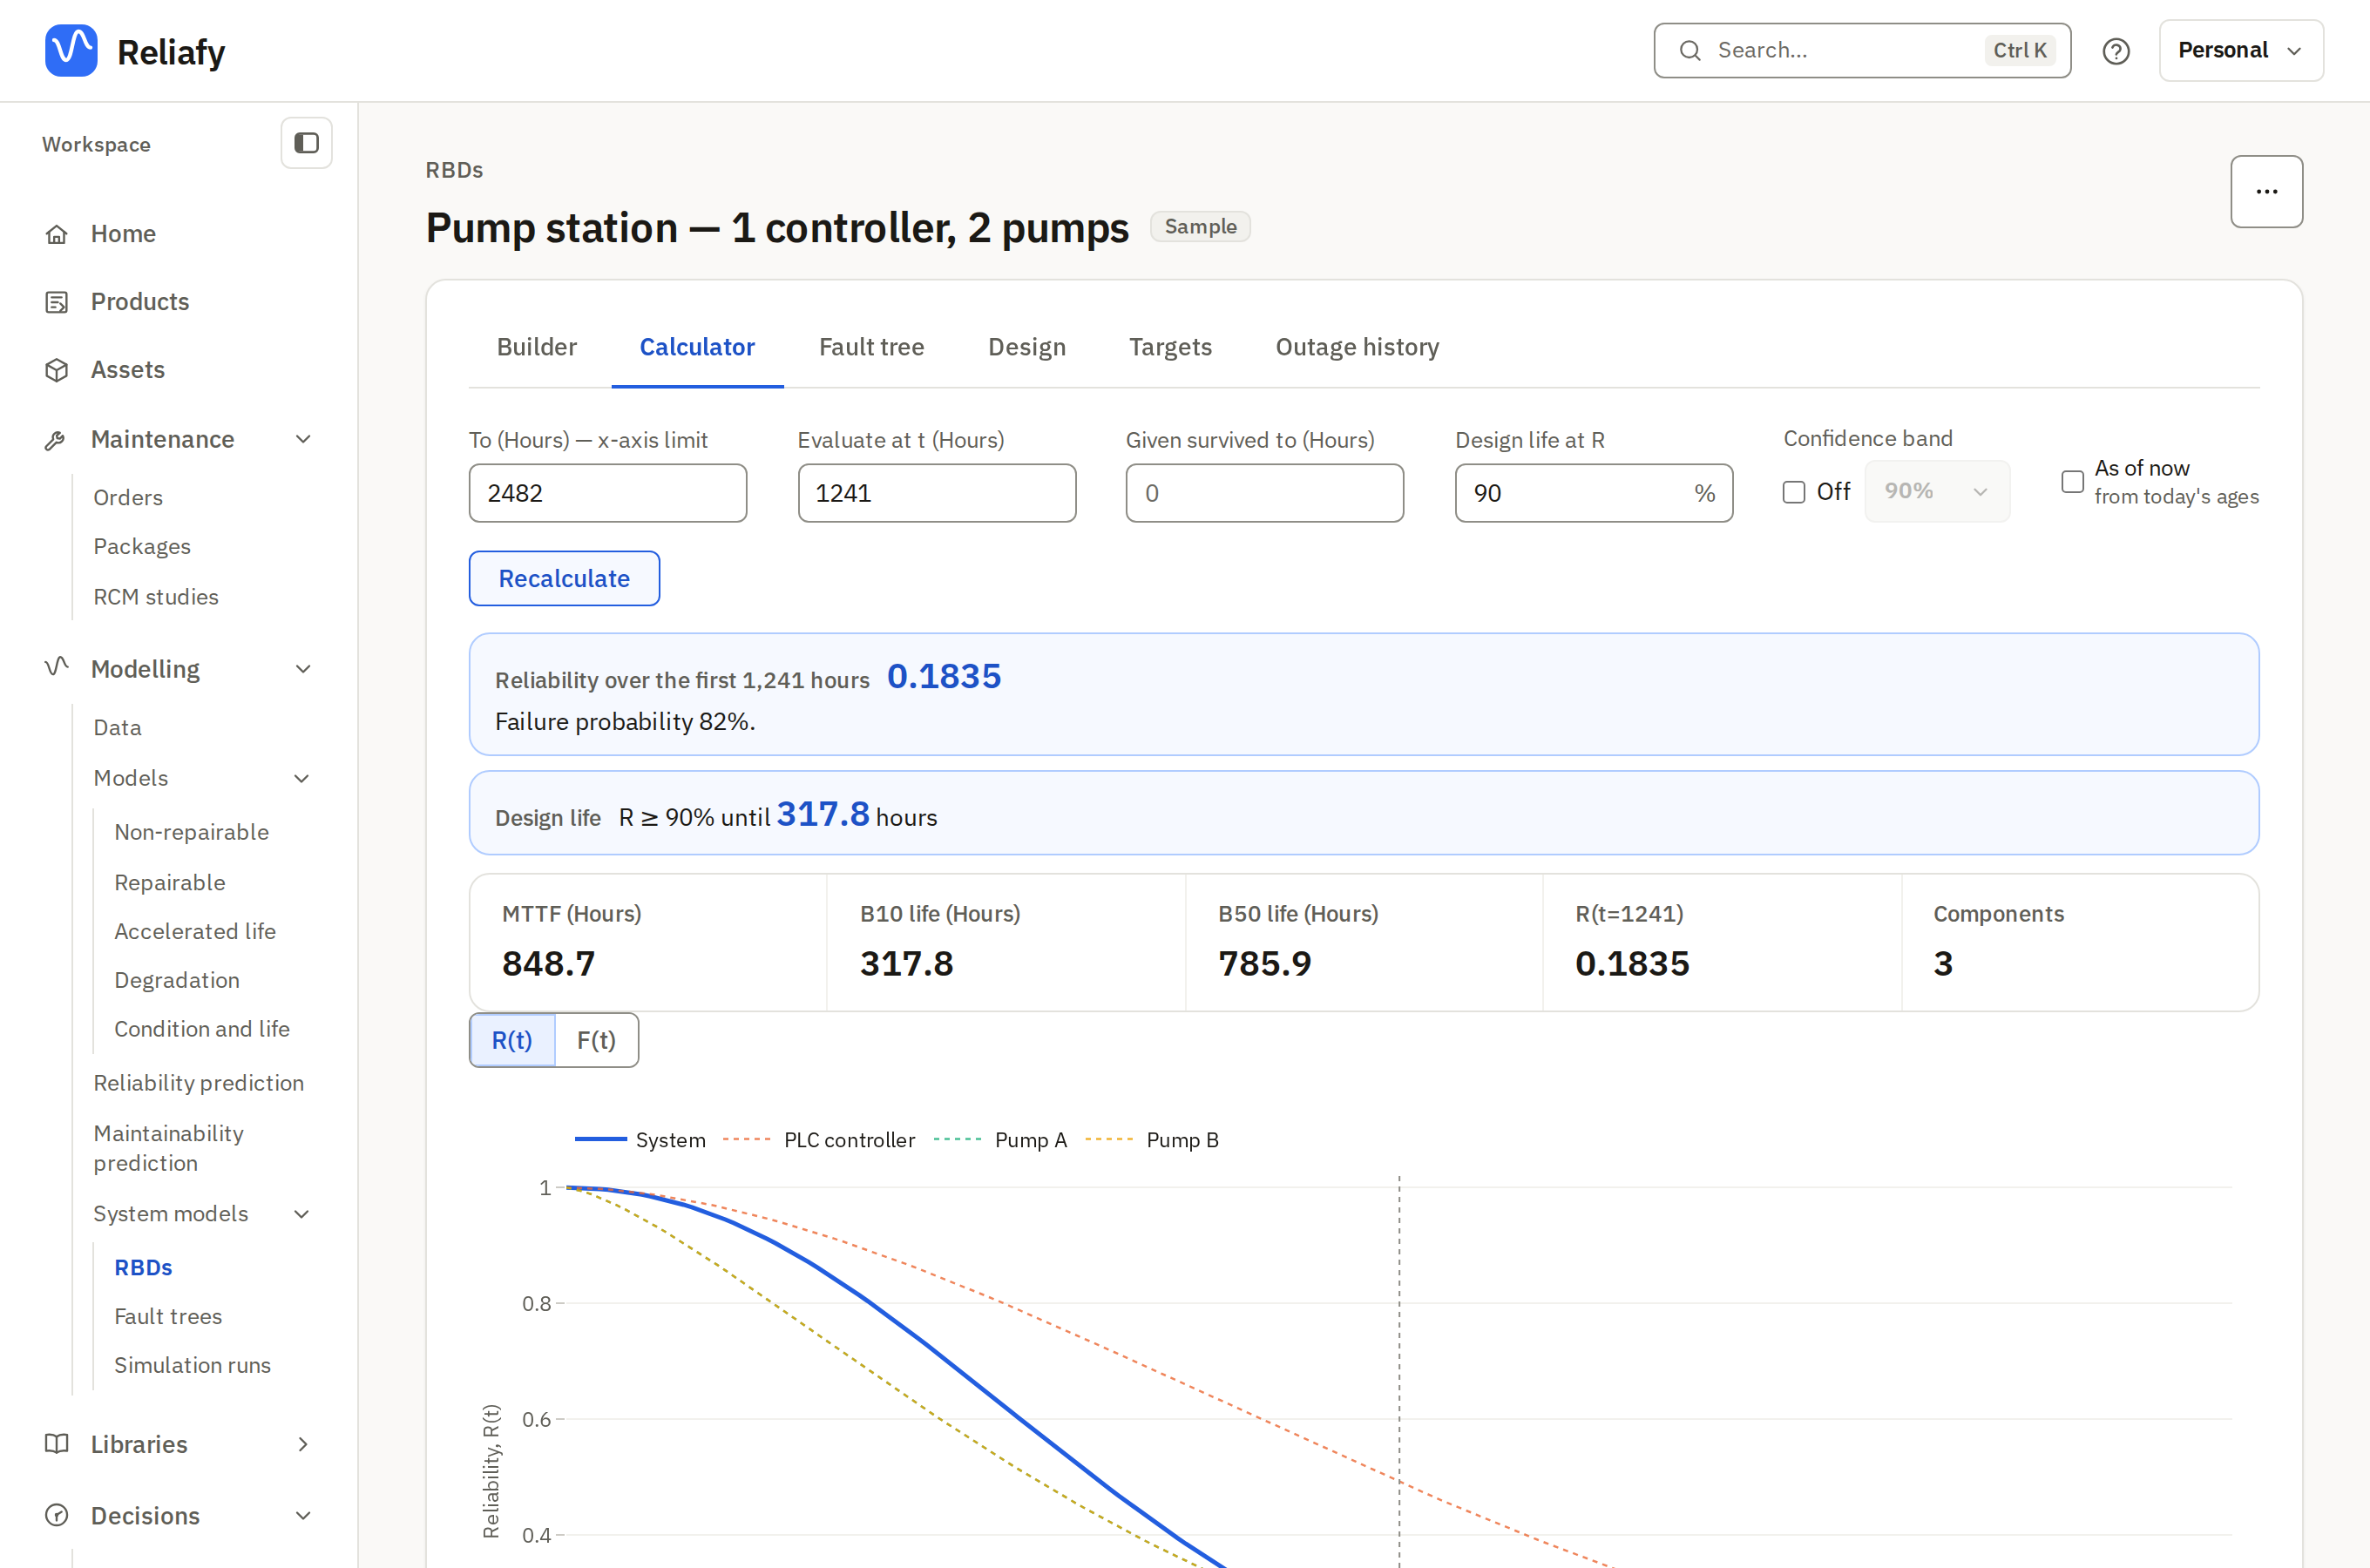 Reliafy
Search...
Ctrl K
Personal
Workspace
Home
Products
Assets
Maintenance
Orders
Packages
RCM studies
Modelling
Data
Models
Non-repairable
Repairable
Accelerated life
Degradation
Condition and life
Reliability prediction
Maintainability
prediction
System models
RBDs
Fault trees
Simulation runs
Libraries
Decisions
RBDs
Pump station — 1 controller, 2 pumps
Sample
Builder
Calculator
Fault tree
Design
Targets
Outage history
To (Hours) — x-axis limit
2482
Evaluate at t (Hours)
1241
Given survived to (Hours)
0
Design life at R
90 %
Confidence band
Off
90%
As of now
from today's ages
Recalculate
Reliability over the first 1,241 hours 0.1835
Failure probability 82%.
Design life R ≥ 90% until 317.8 hours
MTTF (Hours)
848.7
B10 life (Hours)
317.8
B50 life (Hours)
785.9
R(t=1241)
0.1835
Components
3
R(t)
F(t)
System
PLC controller
Pump A
Pump B
1
0.8
0.6
0.4
Reliability, R(t)